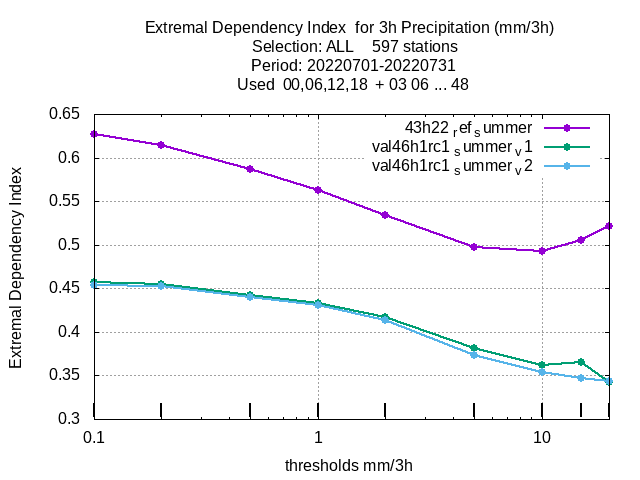 Extremal Dependency Index for 3h Precipitation (mm/3h)
Selection: ALL 597 stations
Period: 20220701-20220731
Used 00,06,12,18 + 03 06 ... 48
0.65
0.6
0.55
0.5
0.45
0.4
0.35
0.3
Extremal Dependency Index
43h22 ref summer
val46h1rc1 summer v1
val46h1rc1 summer v2
0.1 1 10
thresholds mm/3h